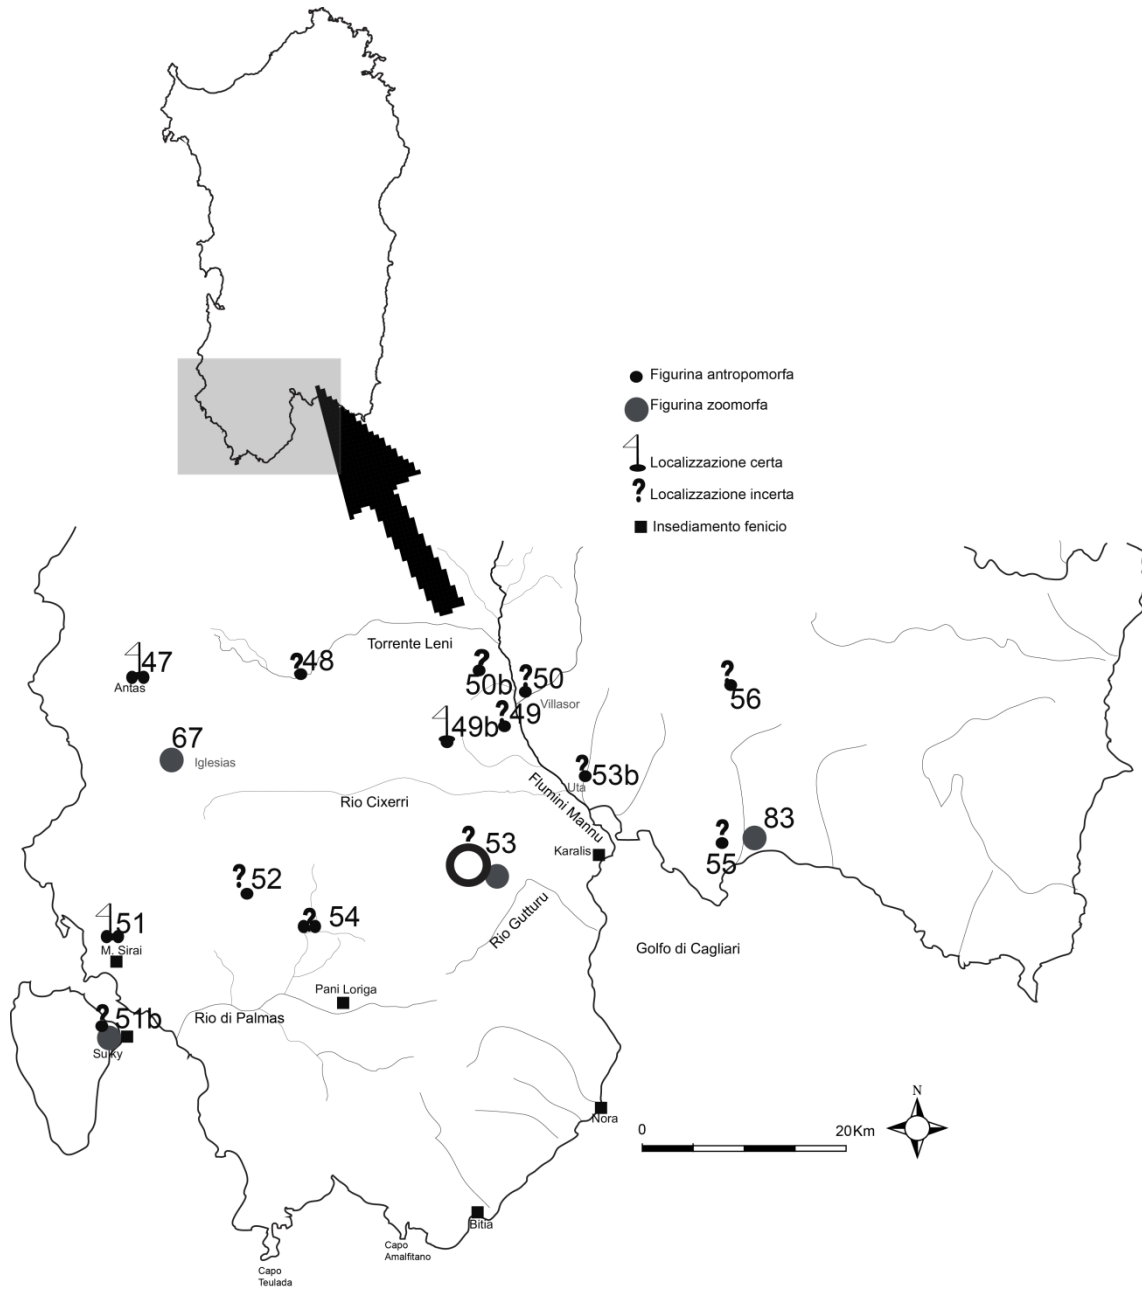 Figurina antropomorfa
Figurina zoomorfa
Localizzazione certa
? Localizzazione incerta
Insediamento fenicio
Torrente Leni
47
Antas
? 48
? 50b
? 50
Villasor
? 56
67
Iglesias
49b
? 49
? 53b
Uta
Flumini Mannu
Rio Cixerri
83
? 55
? 53
Karalis
? 52
Rio Gutturu
51
M. Sirai
? 54
Golfo di Cagliari
Pani Loriga
? 51b
Sulky
Rio di Palmas
N
Nora
0 20Km
Bitia
Capo
Amalfitano
Capo
Teulada